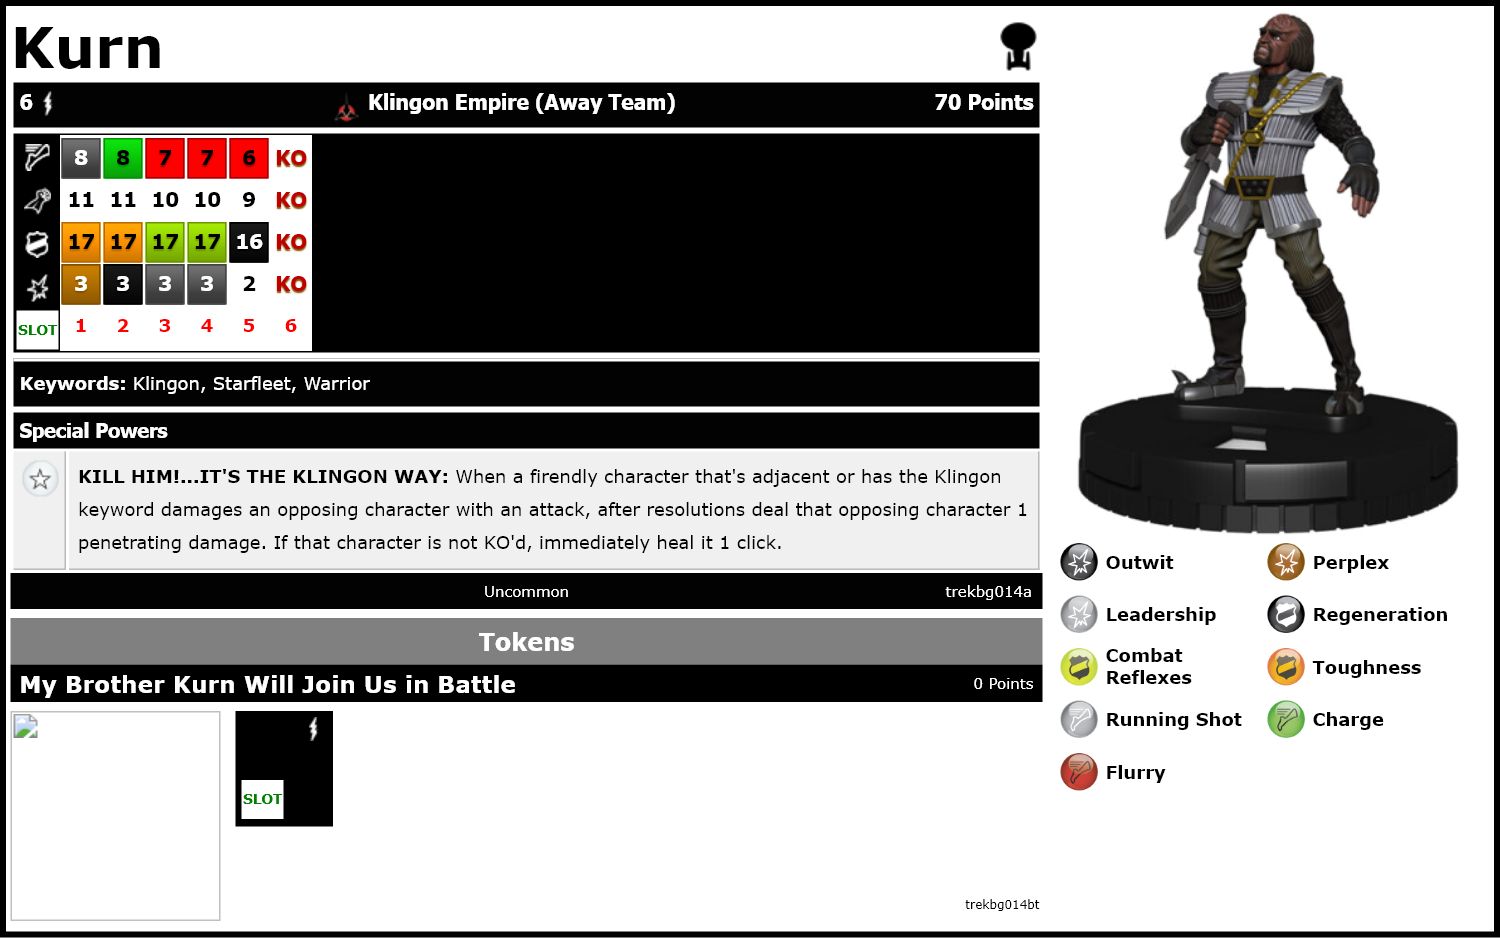 Kurn
6 Klingon Empire (Away Team) 70 Points
8 8 7 7 6 KO
11 11 10 10 9 KO
17 17 17 17 16 KO
3 3 3 3 2 KO
SLOT 1 2 3 4 5 6
Keywords: Klingon, Starfleet, Warrior
Special Powers
KILL HIM!...IT'S THE KLINGON WAY: When a firendly character that's adjacent or has the Klingon
keyword damages an opposing character with an attack, after resolutions deal that opposing character 1
penetrating damage. If that character is not KO'd, immediately heal it 1 click.
Uncommon trekbg014a
Tokens
My Brother Kurn Will Join Us in Battle 0 Points
SLOT
trekbg014bt
Outwit Perplex
Leadership Regeneration
Combat
Reflexes Toughness
Running Shot Charge
Flurry